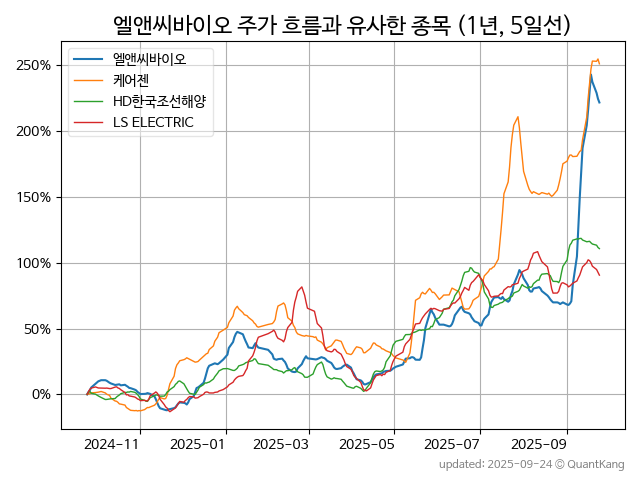 엘앤씨바이오 주가 흐름과 유사한 종목 (1년, 5일선)
엘앤씨바이오
케어젠
HD한국조선해양
LS ELECTRIC
250%
200%
150%
100%
50%
0%
2024-11 2025-01 2025-03 2025-05 2025-07 2025-09
updated: 2025-09-24 © QuantKang